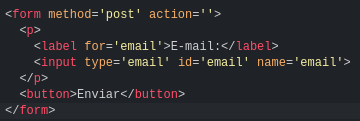 <form method='post' action=''>
<p>
<label for='email'>E-mail:</label>
<input type='email' id='email' name='email'>
</p>
<button>Enviar</button>
</form>